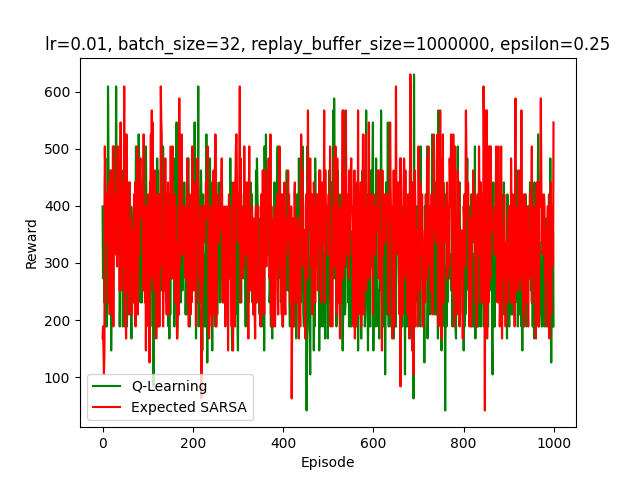 lr=0.01, batch_size=32, replay_buffer_size=1000000, epsilon=0.25
600
500
400
300
200
100
Reward
Q-Learning
Expected SARSA
0
200
400
600
800
1000
Episode